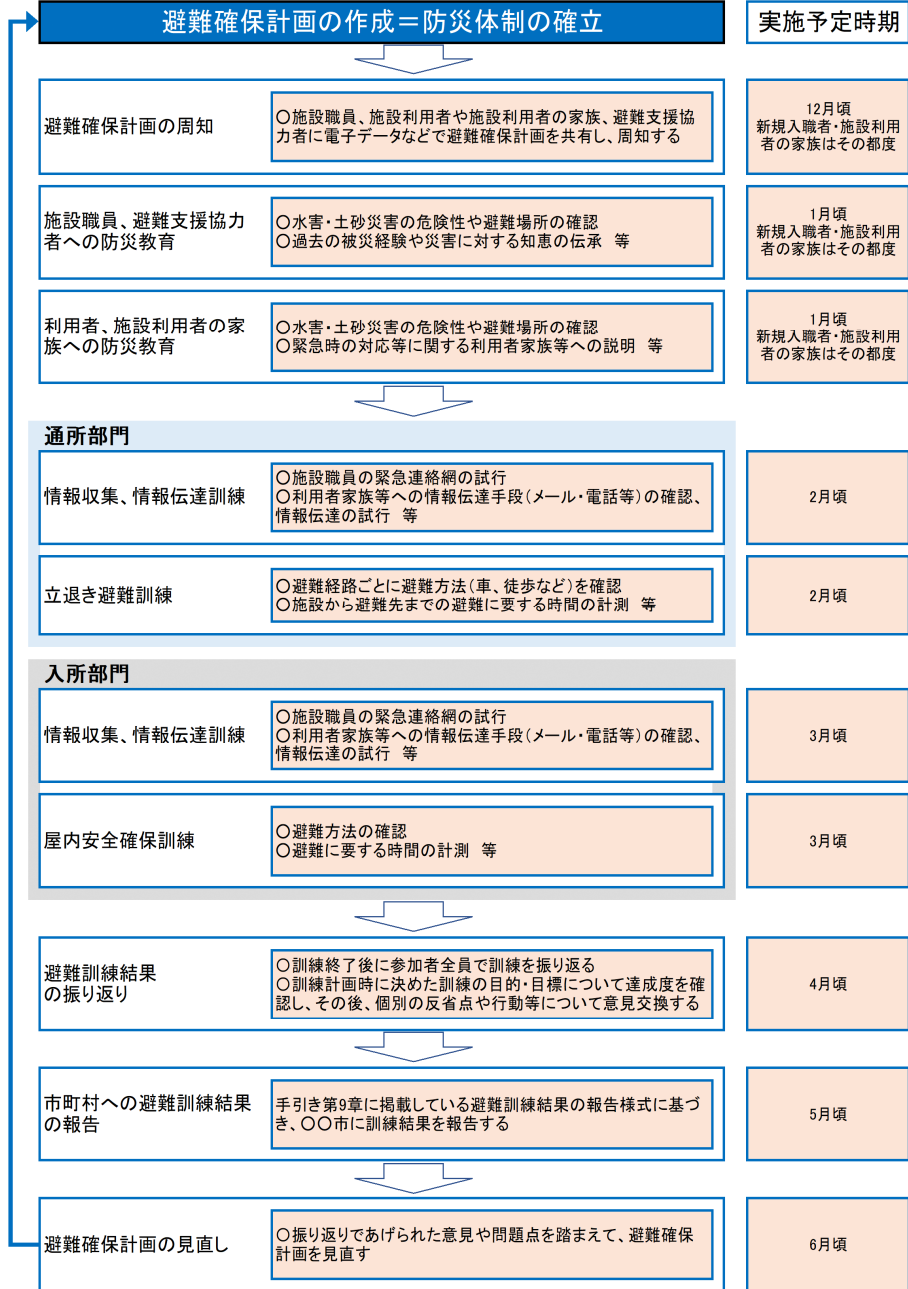 避難確保計画の作成＝防災体制の確立
実施予定時期
避難確保計画の周知
○施設職員、施設利用者や施設利用者の家族、避難支援協
力者に電子データなどで避難確保計画を共有し、周知する
12月頃
新規入職者・施設利用
者の家族はその都度
施設職員、避難支援協力
者への防災教育
○水害・土砂災害の危険性や避難場所の確認
○過去の被災経験や災害に対する知恵の伝承 等
1月頃
新規入職者・施設利用
者の家族はその都度
利用者、施設利用者の家
族への防災教育
○水害・土砂災害の危険性や避難場所の確認
○緊急時の対応等に関する利用者家族等への説明 等
1月頃
新規入職者・施設利用
者の家族はその都度
通所部門
情報収集、情報伝達訓練
○施設職員の緊急連絡網の試行
○利用者家族等への情報伝達手段（メール・電話等）の確認、
情報伝達の試行 等
2月頃
立退き避難訓練
○避難経路ごとに避難方法（車、徒歩など）を確認
○施設から避難先までの避難に要する時間の計測 等
2月頃
入所部門
情報収集、情報伝達訓練
○施設職員の緊急連絡網の試行
○利用者家族等への情報伝達手段（メール・電話等）の確認、
情報伝達の試行 等
3月頃
屋内安全確保訓練
○避難方法の確認
○避難に要する時間の計測 等
3月頃
避難訓練結果
の振り返り
○訓練終了後に参加者全員で訓練を振り返る
○訓練計画時に決めた訓練の目的・目標について達成度を確
認し、その後、個別の反省点や行動等について意見交換する
4月頃
市町村への避難訓練結果
の報告
手引き第9章に掲載している避難訓練結果の報告様式に基づ
き、○○市に訓練結果を報告する
5月頃
避難確保計画の見直し
○振り返りであげられた意見や問題点を踏まえて、避難確保
計画を見直す
6月頃